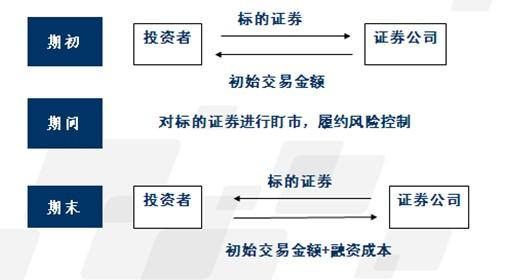 标的证券
期初
投资者
证券公司
初始交易金额
期间
对标的证券进行盯市，履约风险控制
标的证券
期末
投资者
证券公司
初始交易金额+融资成本